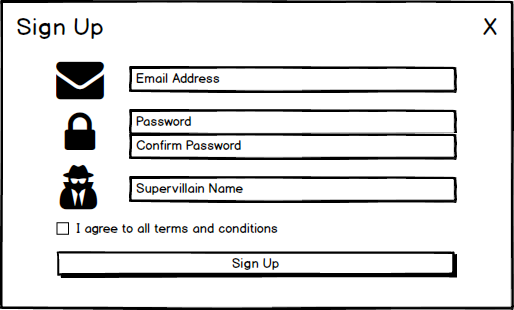 Sign Up X
Email Address
Password
Confirm Password
Supervillain Name
I agree to all terms and conditions
Sign Up